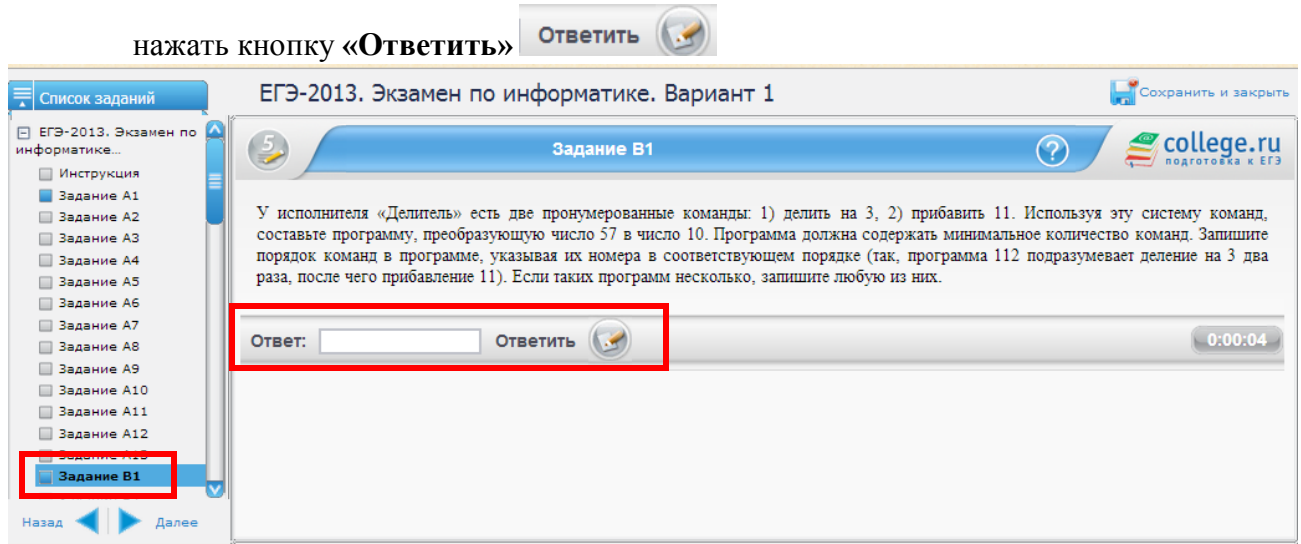 нажать кнопку «Ответить» Ответить
Список заданий
ЕГЭ-2013. Экзамен по информатике. Вариант 1
Сохранить и закрыть
ЕГЭ-2013. Экзамен по
информатике...
Инструкция
Задание A1
Задание A2
Задание A3
Задание A4
Задание A5
Задание A6
Задание A7
Задание A8
Задание A9
Задание A10
Задание A11
Задание A12
Задание B1
Назад
Далее
5
Задание B1
?
college.ru
подготовка к ЕГЭ
У исполнителя «Делитель» есть две пронумерованные команды: 1) делить на 3, 2) прибавить 11. Используя эту систему команд,
составьте программу, преобразующую число 57 в число 10. Программа должна содержать минимальное количество команд. Запишите
порядок команд в программе, указывая их номера в соответствующем порядке (так, программа 112 подразумевает деление на 3 два
раза, после чего прибавление 11). Если таких программ несколько, запишите любую из них.
Ответ:
Ответить
0:00:04